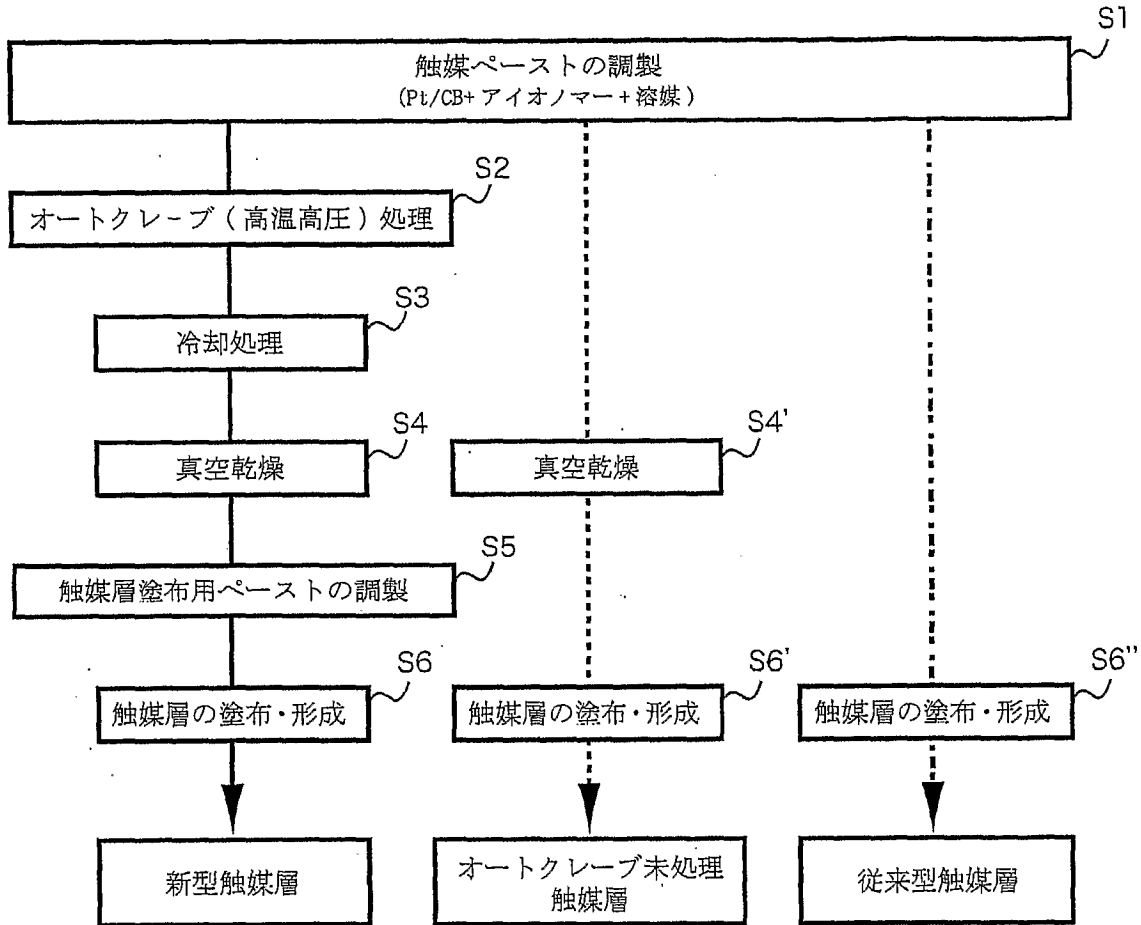 S1
触媒ペーストの調製
(Pt/CB+アイオノマー+溶媒)
S2
オートクレーブ(高温高圧)処理
S3
冷却処理
S4
真空乾燥
S4'
真空乾燥
S5
触媒層塗布用ペーストの調製
S6
触媒層の塗布・形成
S6'
触媒層の塗布・形成
S6''
触媒層の塗布・形成
新型触媒層
オートクレーブ未処理
触媒層
従来型触媒層